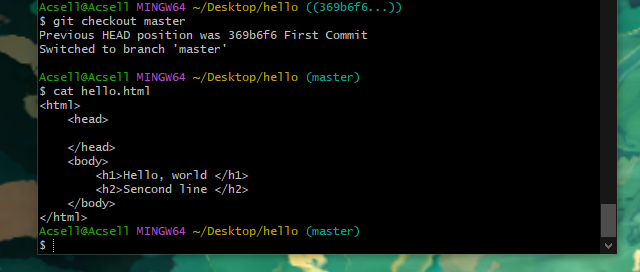 Acsell@Acsell MINGW64 ~/Desktop/hello ((369b6f6...))
$ git checkout master
Previous HEAD position was 369b6f6 First Commit
Switched to branch 'master'
Acsell@Acsell MINGW64 ~/Desktop/hello (master)
$ cat hello.html
<html>
<head>
</head>
<body>
<h1>Hello, world </h1>
<h2>Sencond line </h2>
</body>
</html>
Acsell@Acsell MINGW64 ~/Desktop/hello (master)
$